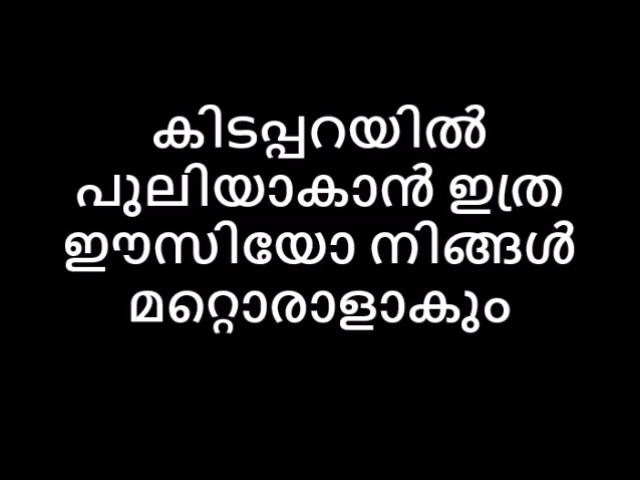 കിടപ്പറയിൽ
പുലിയാകാൻ ഇത്ര
ഈസിയോ നിങ്ങൾ
മറ്റൊരാളാകും